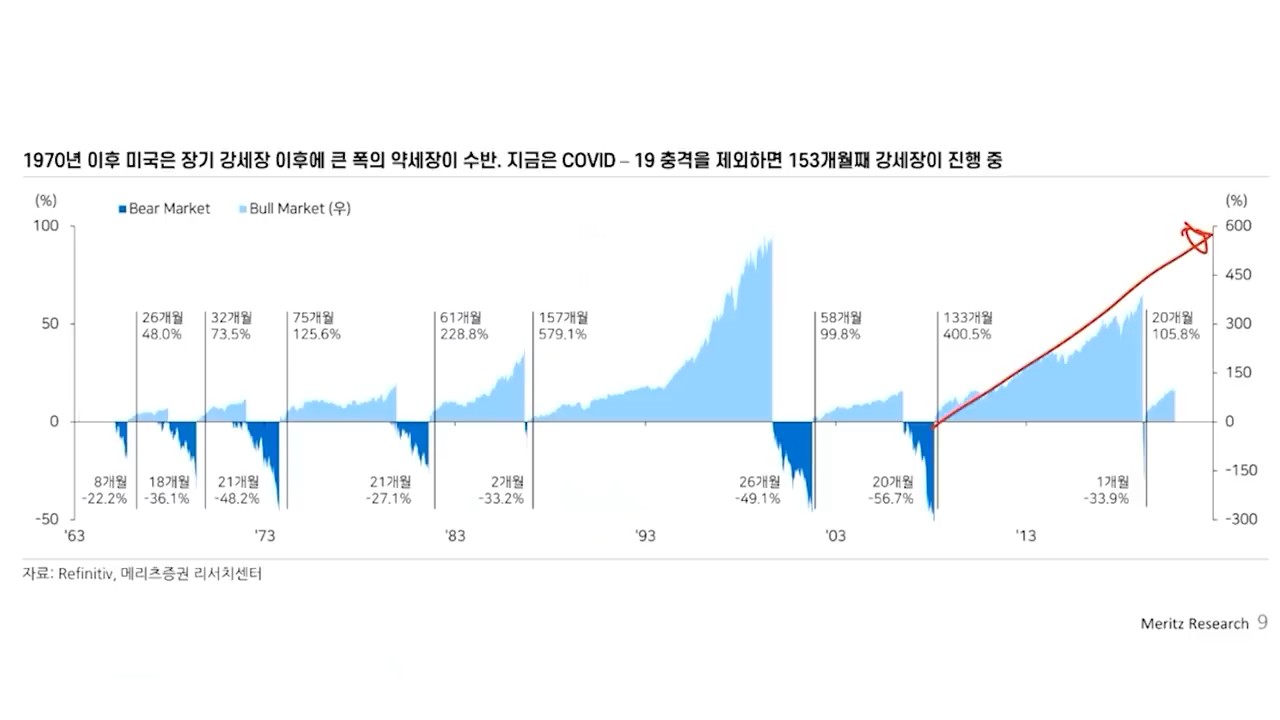 1970년 이후 미국은 장기 강세장 이후에 큰 폭의 약세장이 수반. 지금은 COVID – 19 충격을 제외하면 153개월째 강세장이 진행 중
(%)
(%)
Bear Market
Bull Market (우)
100
50
0
-50
600
450
300
150
0
-150
-300
26개월
48.0%
32개월
73.5%
75개월
125.6%
61개월
228.8%
157개월
579.1%
58개월
99.8%
133개월
400.5%
20개월
105.8%
8개월
-22.2%
18개월
-36.1%
21개월
-48.2%
21개월
-27.1%
2개월
-33.2%
26개월
-49.1%
20개월
-56.7%
1개월
-33.9%
'63
'73
'83
'93
'03
'13
자료: Refinitiv, 메리츠증권 리서치센터
Meritz Research 9